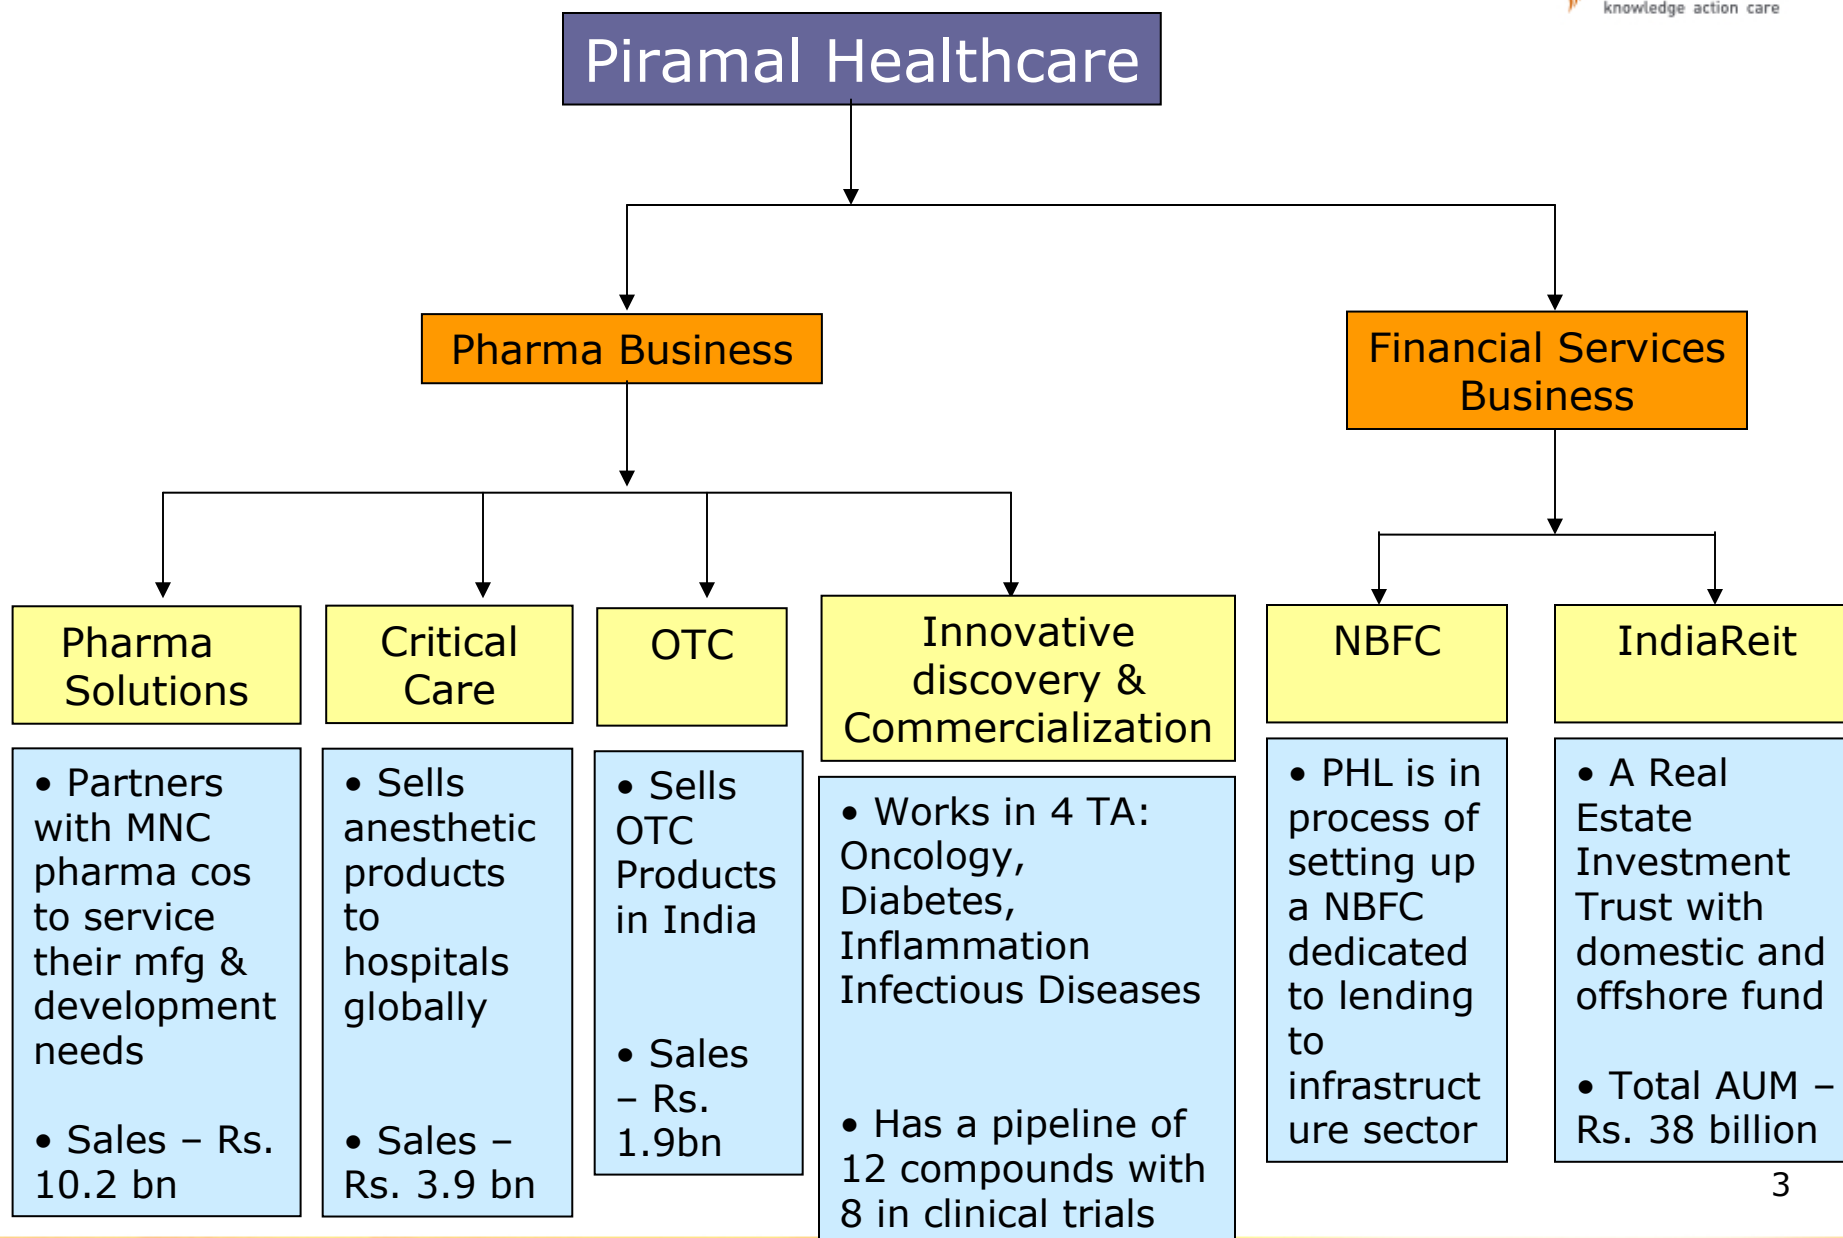 knowledge action care
Piramal Healthcare
Pharma Business
Financial Services
Business
Pharma
Solutions
Critical
Care
OTC
Innovative
discovery &
Commercialization
NBFC
IndiaReit
• Partners
with MNC
pharma cos
to service
their mfg &
development
needs
• Sales – Rs.
10.2 bn
• Sells
anesthetic
products
to
hospitals
globally
• Sales –
Rs. 3.9 bn
• Sells
OTC
Products
in India
• Sales
– Rs.
1.9bn
• Works in 4 TA:
Oncology,
Diabetes,
Inflammation
Infectious Diseases
• Has a pipeline of
12 compounds with
8 in clinical trials
• PHL is in
process of
setting up
a NBFC
dedicated
to lending
to
infrastruct
ure sector
• A Real
Estate
Investment
Trust with
domestic and
offshore fund
• Total AUM –
Rs. 38 billion
3